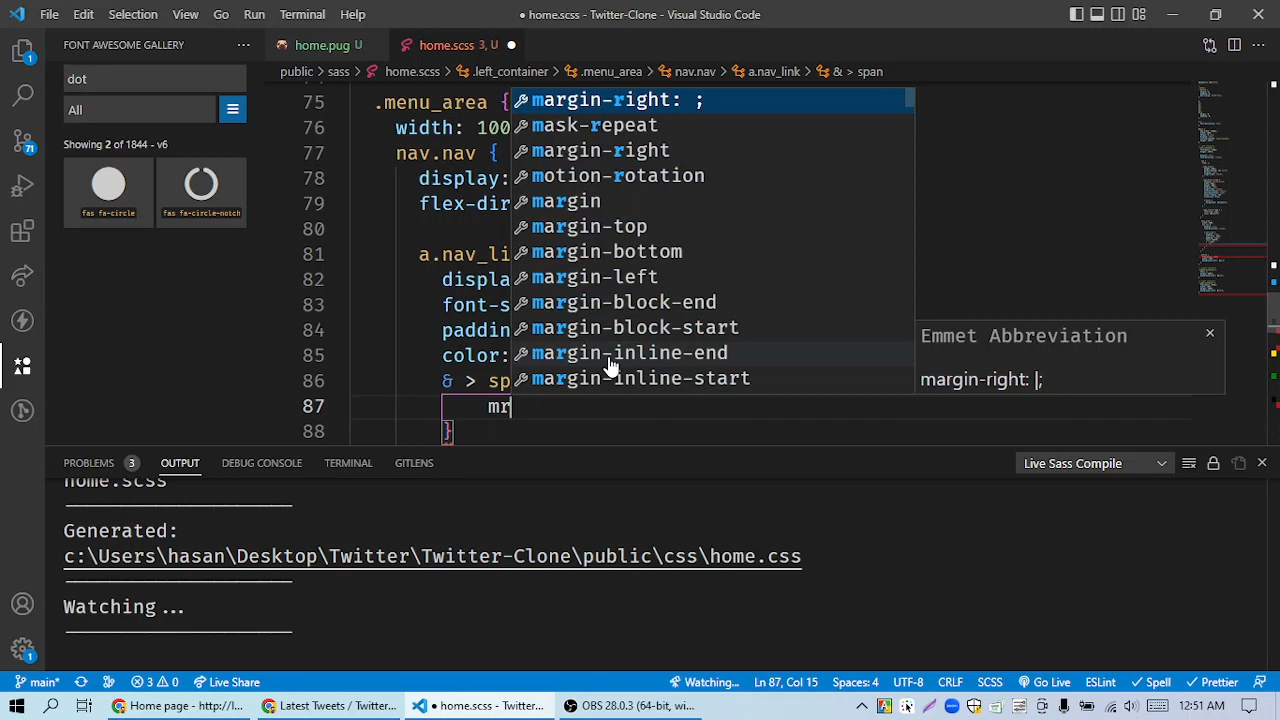 File Edit Selection View Go Run Terminal Help
● home.scss - Twitter-Clone - Visual Studio Code
FONT AWESOME GALLERY ···
home.pug U
home.scss 3, U ●
dot
All
Showing 2 of 1844 - v6
fas fa-circle
fas fa-circle-notch
public > sass > home.scss > .left_container > .menu_area > nav.nav > a.nav_link > & > span
75 .menu_area {
76 width: 100
77 nav.nav {
78 display:
79 flex-dir
80
81 a.nav_li
82 displa
83 font-s
84 paddin
85 color:
86 & > sp
87 mr
88 }
margin-right: ;
mask-repeat
margin-right
motion-rotation
margin
margin-top
margin-bottom
margin-left
margin-block-end
margin-block-start
margin-inline-end
margin-inline-start
Emmet Abbreviation
margin-right: |;
PROBLEMS 3 OUTPUT DEBUG CONSOLE TERMINAL GITLENS
Live Sass Compile
home.scss
Generated:
c:\Users\hasan\Desktop\Twitter\Twitter-Clone\public\css\home.css
Watching...
1
71
1
main* 3 0 Live Share
Watching... Ln 87, Col 15 Spaces: 4 UTF-8 CRLF SCSS Go Live ESLint Spell Prettier
Home page - http://l...
Latest Tweets / Twitter...
● home.scss - Twitter-...
OBS 28.0.3 (64-bit, wi...
12:51 AM